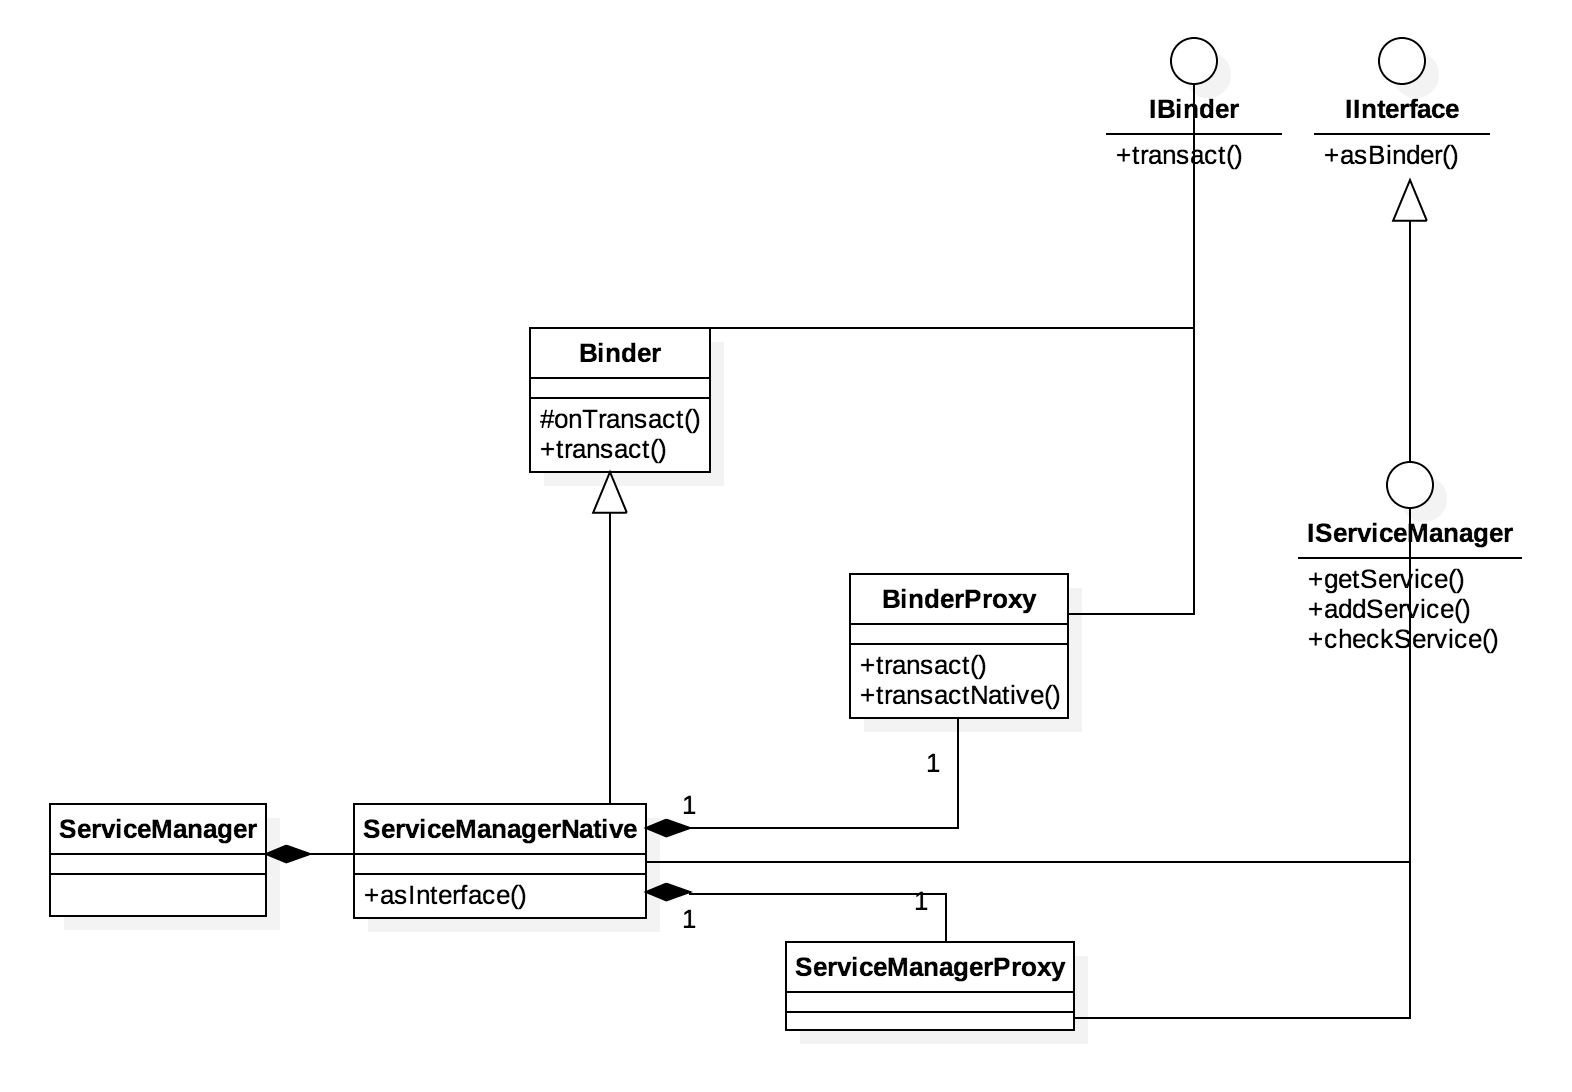 IBinder
+transact()
IInterface
+asBinder()
Binder
#onTransact()
+transact()
IServiceManager
+getService()
+addService()
+checkService()
BinderProxy
+transact()
+transactNative()
1
1
ServiceManager
ServiceManagerNative
+asInterface()
1
1
ServiceManagerProxy